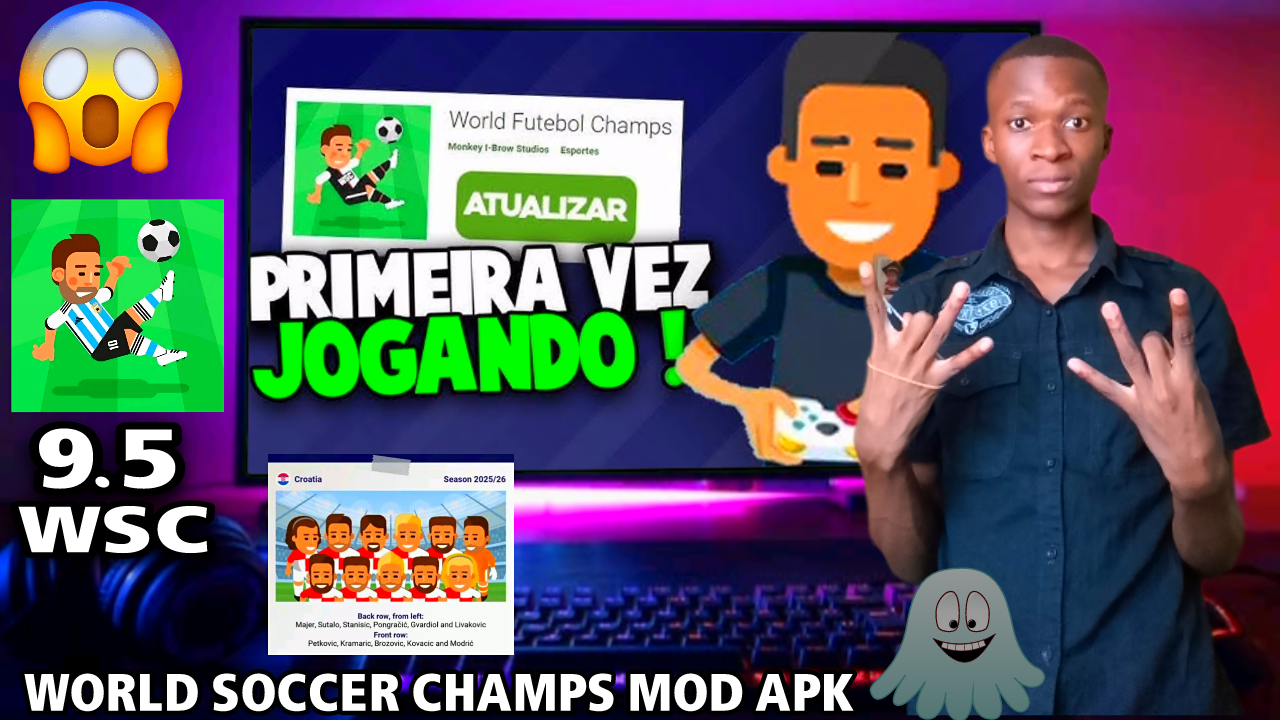 World Futebol Champs
Monkey I-Brow Studios Esportes
ATUALIZAR
PRIMEIRA VEZ
JOGANDO !
10
9.5
WSC
Croatia Season 2025/26
Back row, from left:
Majer, Sutalo, Stanisic, Pongračić, Gvardiol and Livakovic
Front row:
Petkovic, Kramaric, Brozovic, Kovacic and Modrić
WORLD SOCCER CHAMPS MOD APK